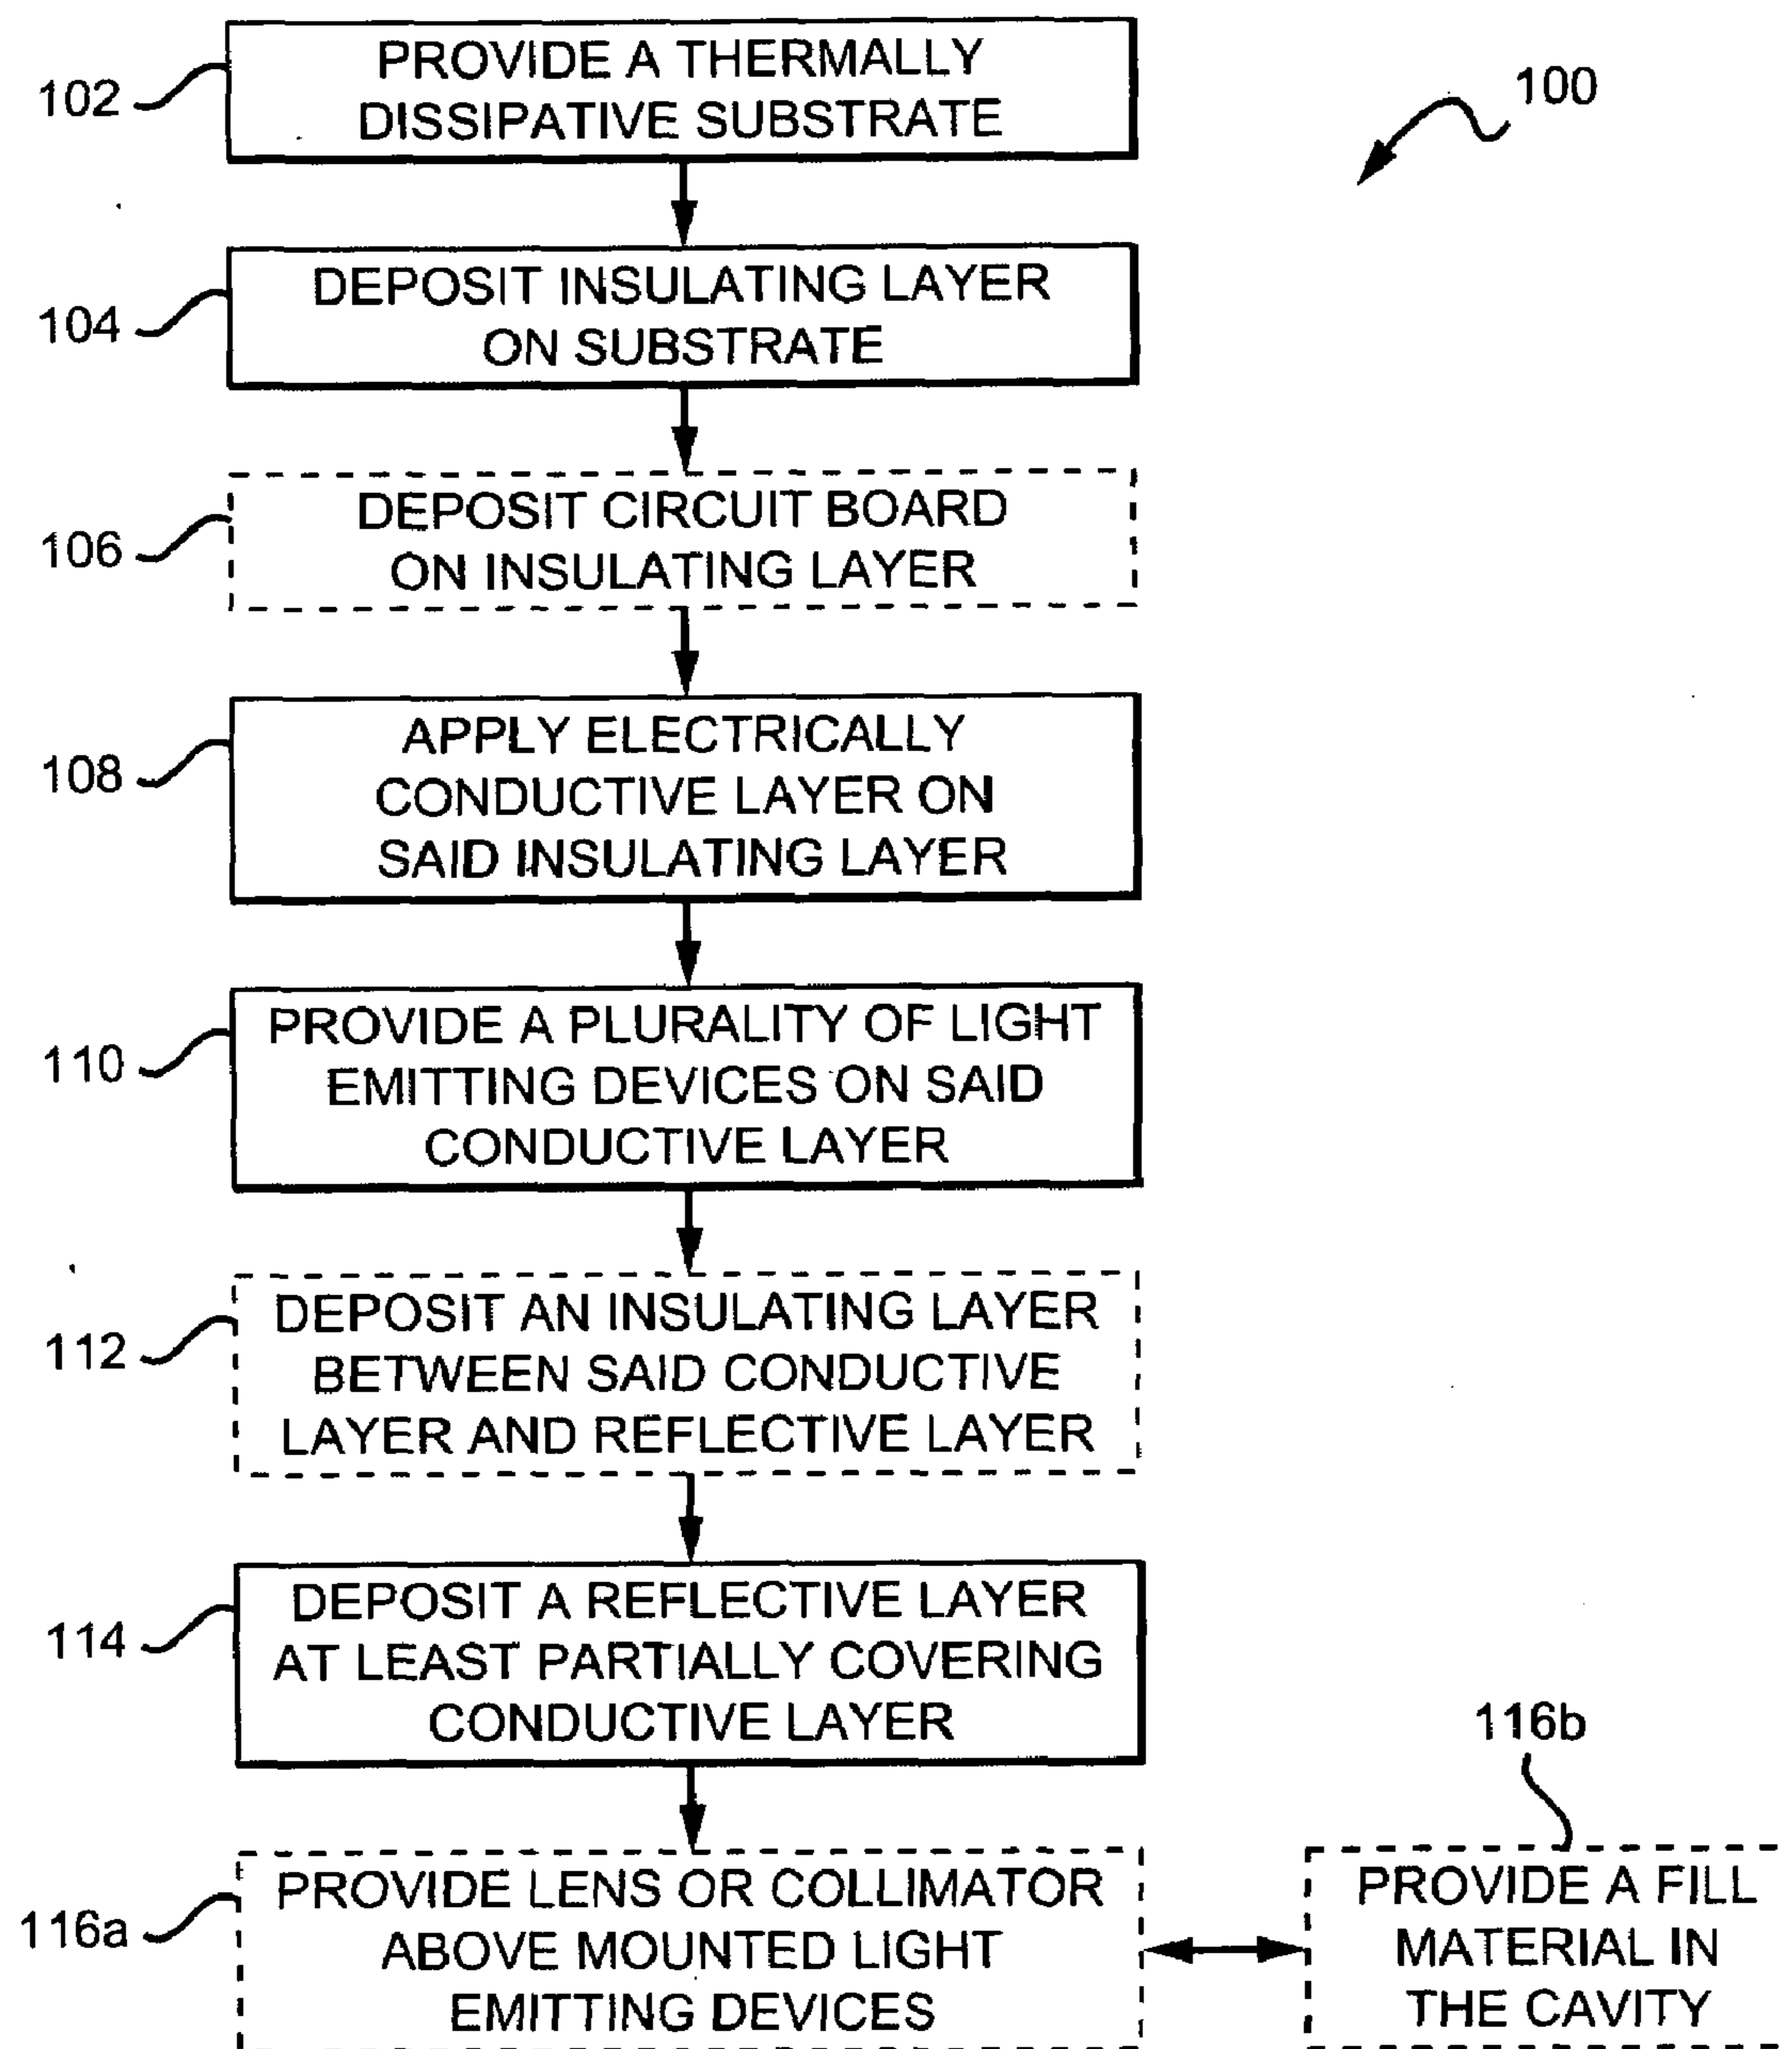 100
102
PROVIDE A THERMALLY
DISSIPATIVE SUBSTRATE
104
DEPOSIT INSULATING LAYER
ON SUBSTRATE
106
DEPOSIT CIRCUIT BOARD
ON INSULATING LAYER
108
APPLY ELECTRICALLY
CONDUCTIVE LAYER ON
SAID INSULATING LAYER
110
PROVIDE A PLURALITY OF LIGHT
EMITTING DEVICES ON SAID
CONDUCTIVE LAYER
112
DEPOSIT AN INSULATING LAYER
BETWEEN SAID CONDUCTIVE
LAYER AND REFLECTIVE LAYER
114
DEPOSIT A REFLECTIVE LAYER
AT LEAST PARTIALLY COVERING
CONDUCTIVE LAYER
116a
PROVIDE LENS OR COLLIMATOR
ABOVE MOUNTED LIGHT
EMITTING DEVICES
116b
PROVIDE A FILL
MATERIAL IN
THE CAVITY